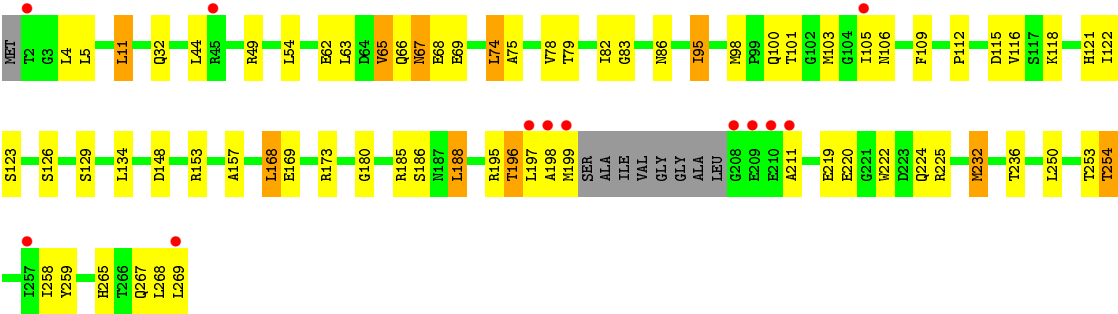 MET T2 G3 L4 L5 L11 Q32 L44 R45 R49 L54 E62 L63 D64 V65 Q66 N67 E68 E69 L74 A75 V78 T79 I82 G83 N86 I95 M98 P99 Q100 T101 G102 M103 G104 I105 N106 F109 P112 D115 V116 S117 K118 H121 I122
S123 S126 S129 L134 D148 R153 A157 L168 E169 R173 G180 R185 S186 N187 L188 R195 T196 L197 A198 M199 SER ALA ILE VAL GLY GLY ALA LEU G208 E209 E210 A211 E219 E220 G221 W222 D223 Q224 R225 M232 T236 L250 T253 T254
I257 I258 Y259 H265 T266 Q267 L268 L269